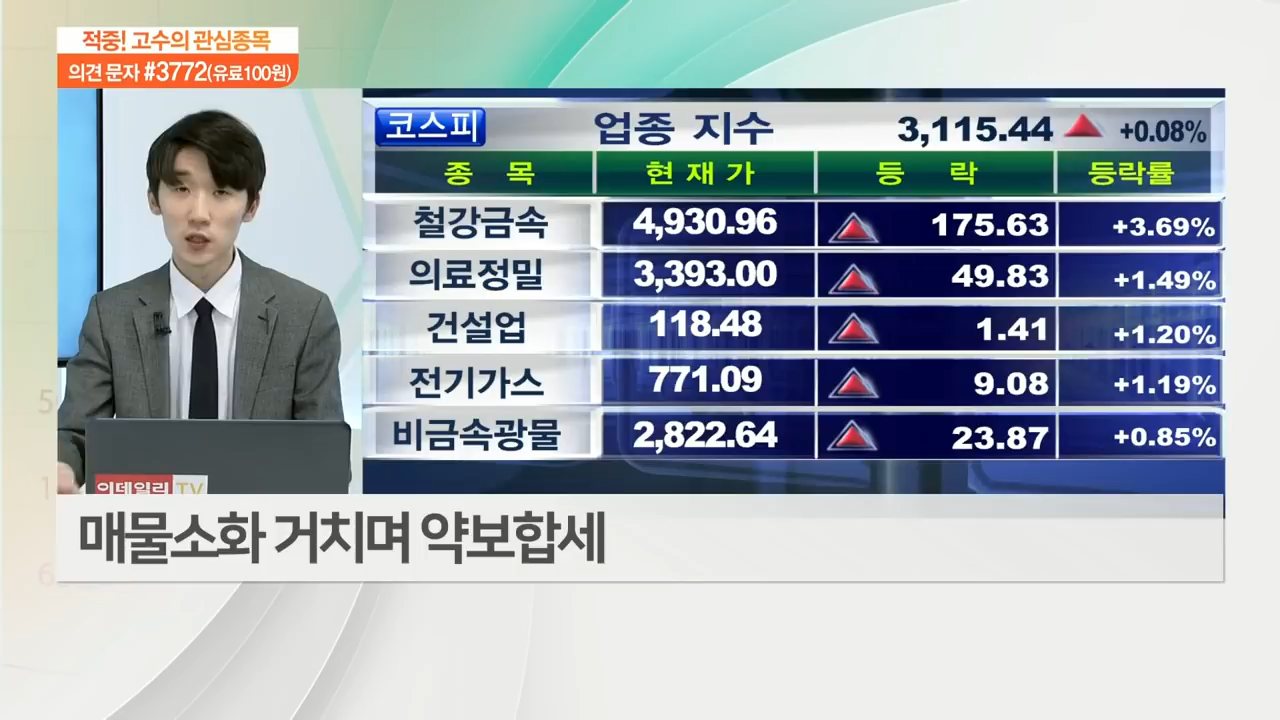 적중! 고수의 관심종목
의견 문자 #3772(유료100원)
코스피 업종 지수 3,115.44 ▲ +0.08%
종 목 현 재 가 등 락 등락률
철강금속 4,930.96 ▲ 175.63 +3.69%
의료정밀 3,393.00 ▲ 49.83 +1.49%
건설업 118.48 ▲ 1.41 +1.20%
전기가스 771.09 ▲ 9.08 +1.19%
비금속광물 2,822.64 ▲ 23.87 +0.85%
이데일리 TV
매물소화 거치며 약보합세